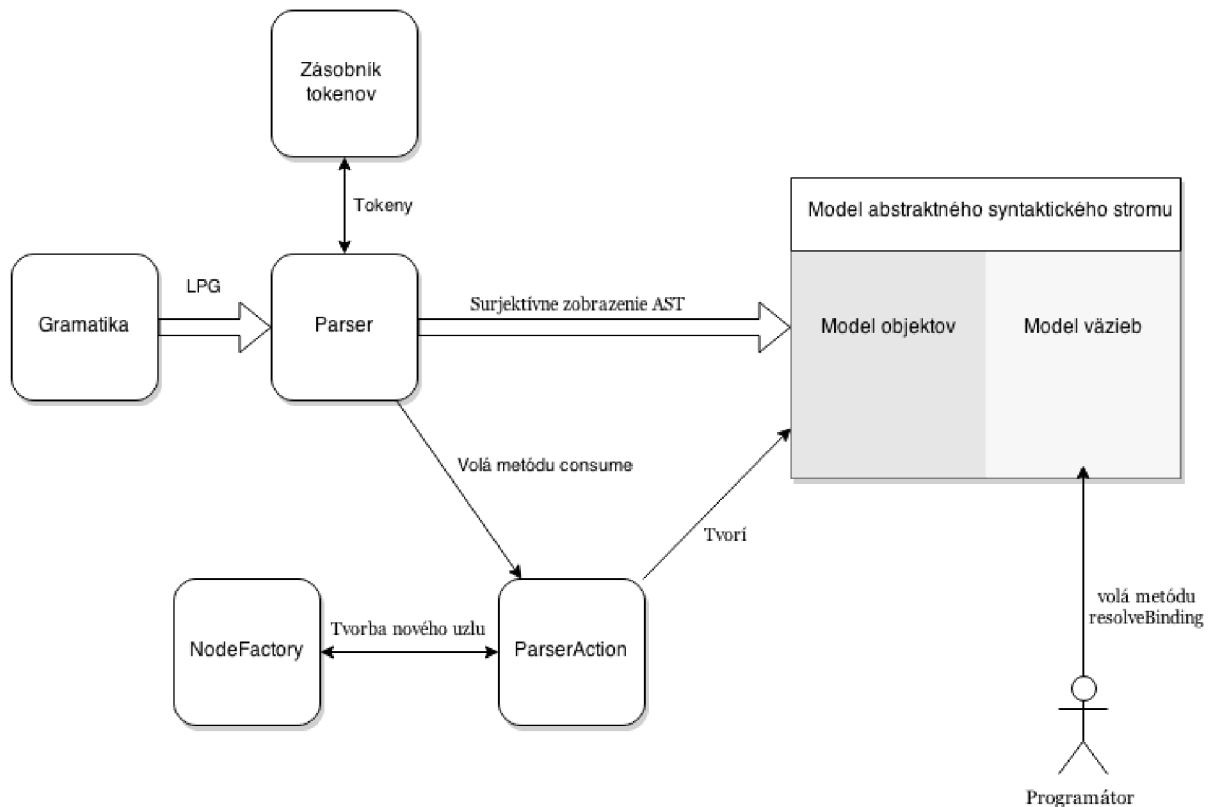 Zásobník
tokenov
Tokeny
Model abstraktného syntaktického stromu
LPG
Gramatika
Parser
Surjektívne zobrazenie AST
Model objektov
Model väzieb
Volá metódu consume
Tvorí
NodeFactory
Tvorba nového uzlu
ParserAction
volá metódu
resolveBinding
Programátor